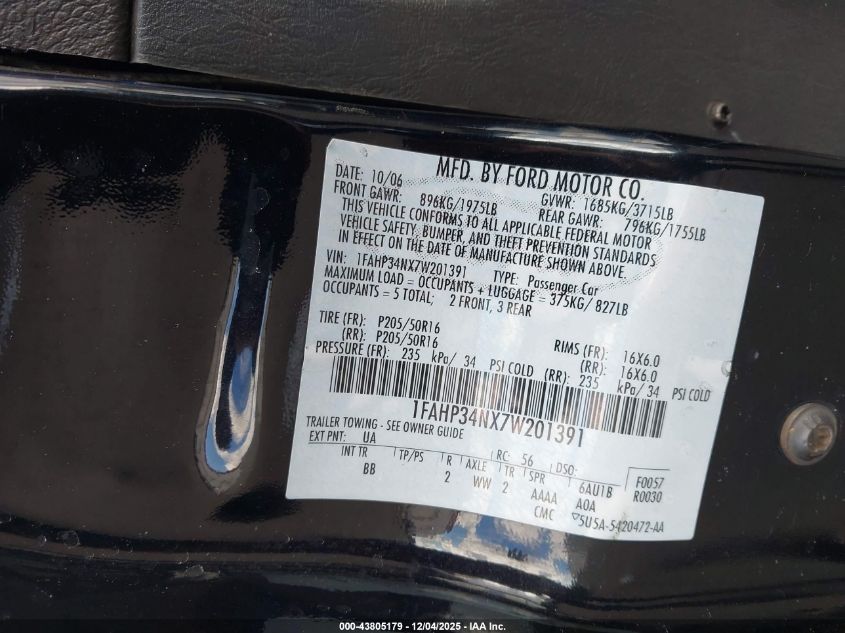 MFD. BY FORD MOTOR CO.
DATE: 10/06 GVWR: 1685KG/3715LB
FRONT GAWR: 896KG/1975LB REAR GAWR: 796KG/1755LB
THIS VEHICLE CONFORMS TO ALL APPLICABLE FEDERAL MOTOR
VEHICLE SAFETY, BUMPER, AND THEFT PREVENTION STANDARDS
IN EFFECT ON THE DATE OF MANUFACTURE SHOWN ABOVE.
VIN: 1FAHP34NX7W201391 TYPE: Passenger Car
MAXIMUM LOAD = OCCUPANTS + LUGGAGE = 375KG/ 827LB
OCCUPANTS = 5 TOTAL; 2 FRONT, 3 REAR
TIRE (FR): P205/50R16 RIMS (FR): 16X6.0
(RR): P205/50R16 (RR): 16X6.0
PRESSURE (FR): 235 kPa/ 34 PSI COLD (RR): 235 kPa/ 34 PSI COLD
1FAHP34NX7W201391
TRAILER TOWING - SEE OWNER GUIDE
EXT PNT: UA RC: 56 DSO: F0057
INT TR TP/PS R AXLE TR SPR 6AU1B R0030
BB 2 WW 2 AAAA A0A
CMC 5U5A-5420472-AA
000-43805179 - 12/04/2025 - IAA Inc.